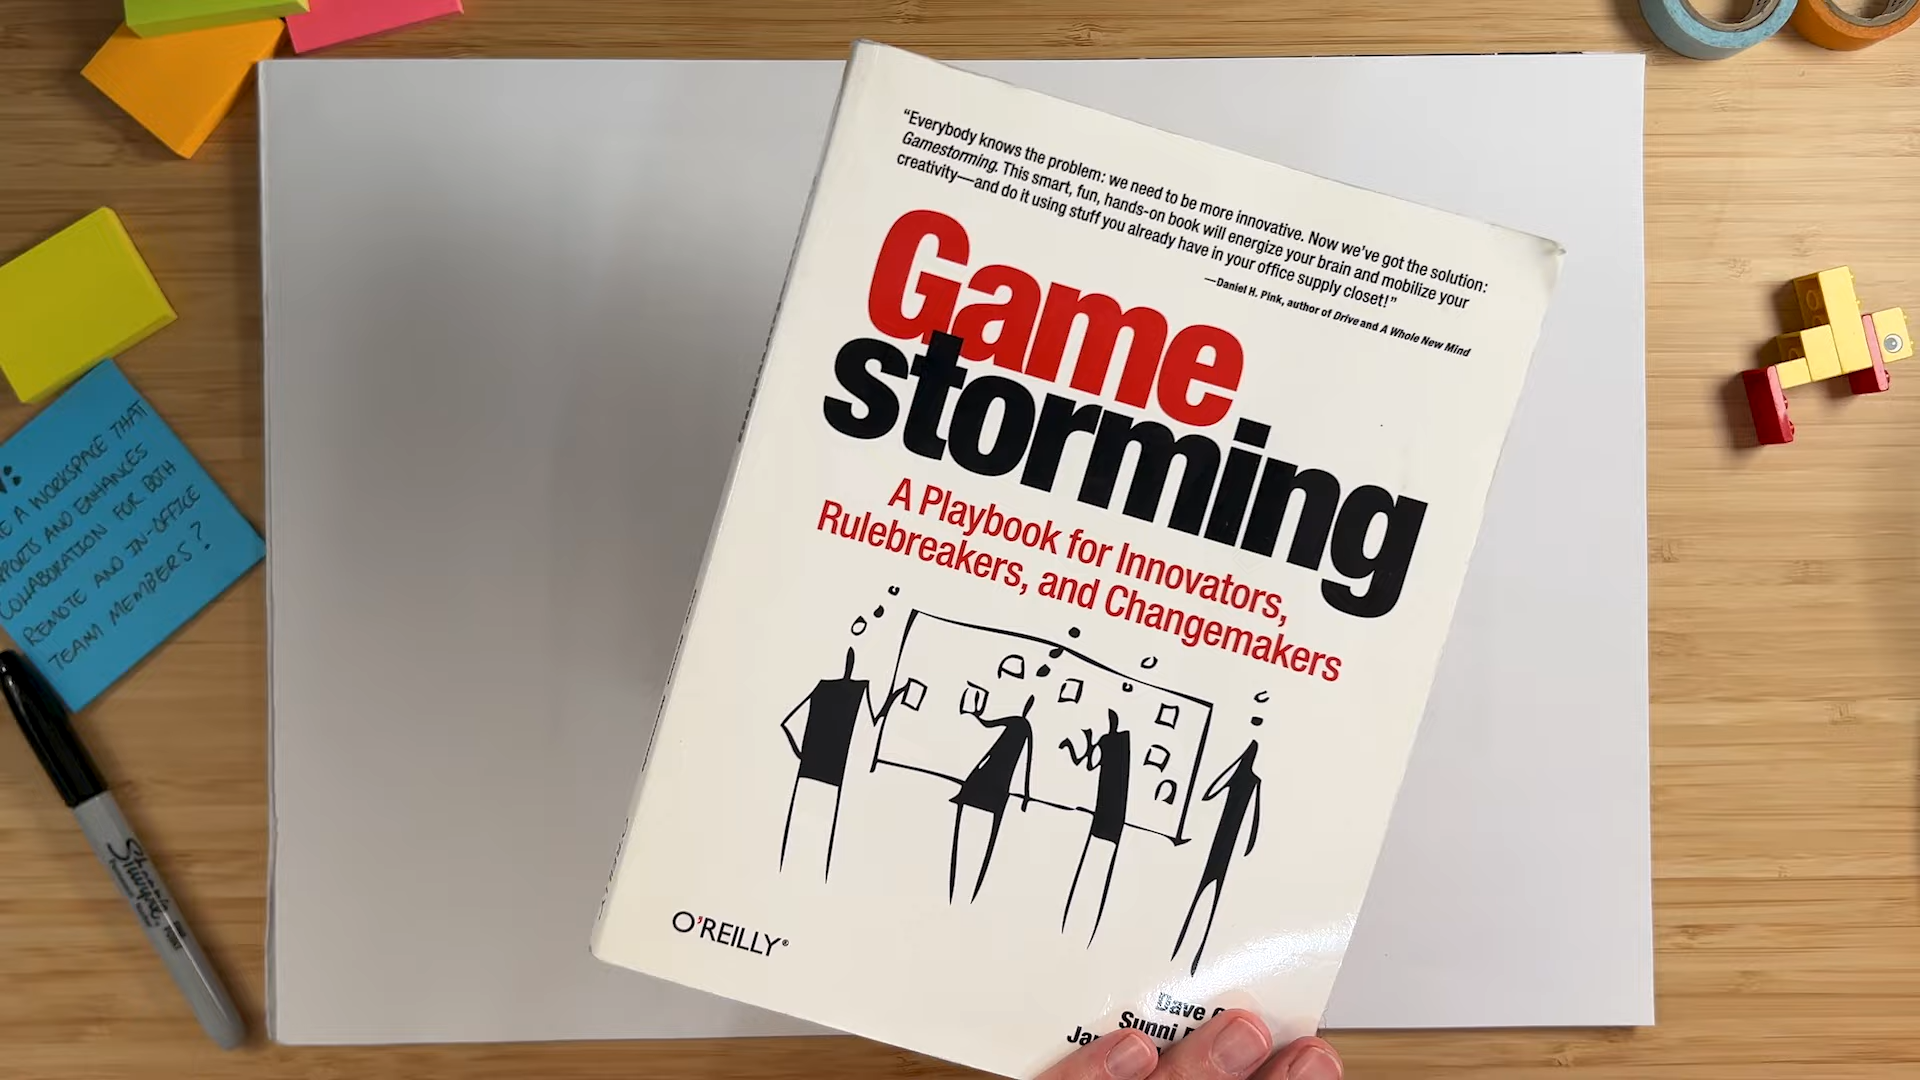 “Everybody knows the problem: we need to be more innovative. Now we’ve got the solution:
Gamestorming. This smart, fun, hands-on book will energize your brain and mobilize your
creativity—and do it using stuff you already have in your office supply closet!”
—Daniel H. Pink, author of Drive and A Whole New Mind
Game
storming
A Playbook for Innovators,
Rulebreakers, and Changemakers
O'REILLY®
Dave
Sunni
A WORKSPACE THAT
AND ENHANCES
COLLABORATION FOR BOTH
REMOTE AND IN-OFFICE
TEAM MEMBERS?
Sharpie